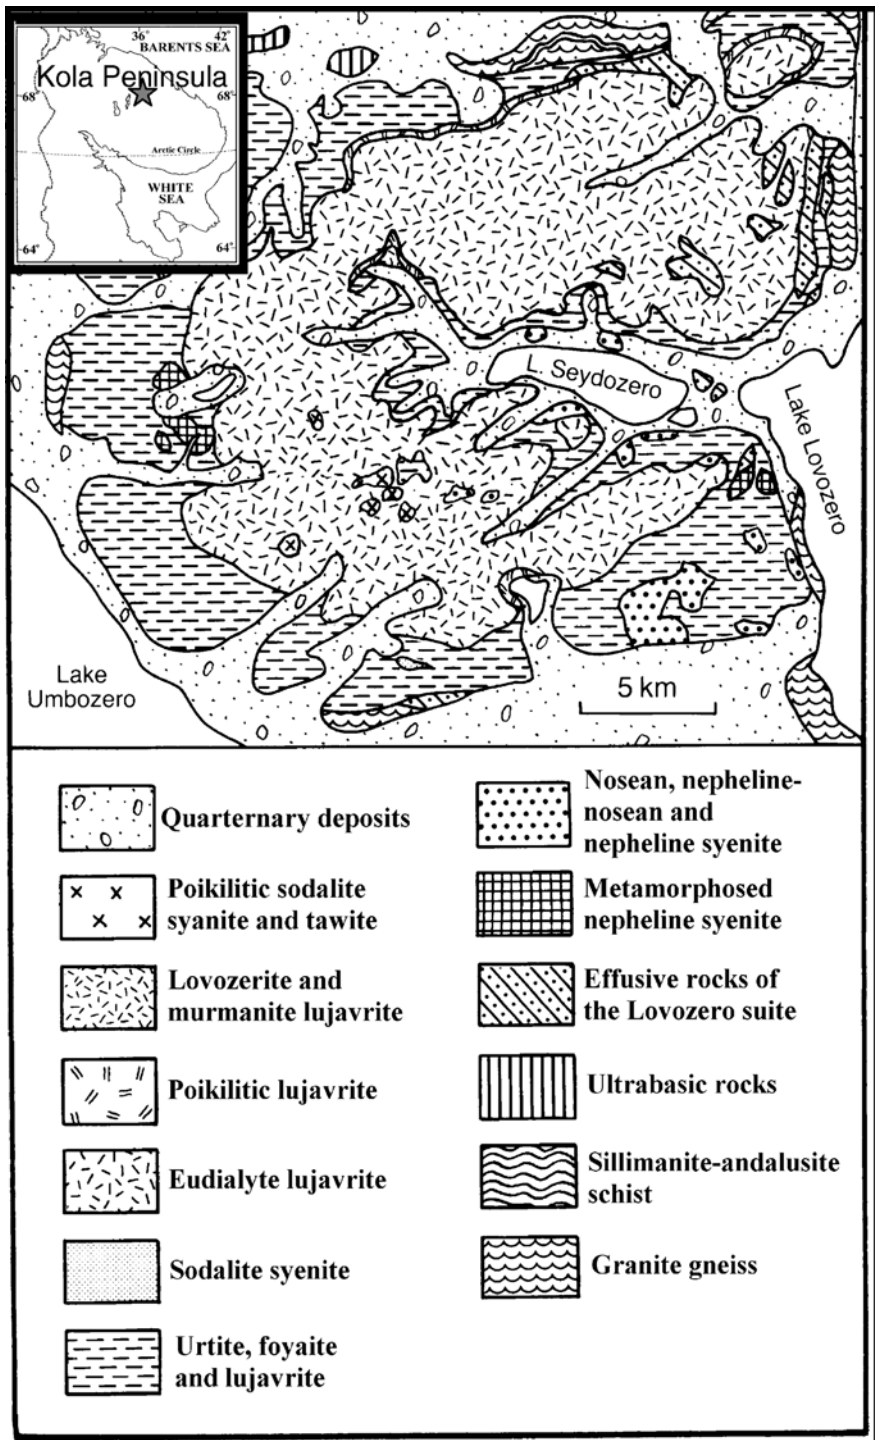 36° 42°
BARENTS SEA
Kola Peninsula
68° 68°
Arctic Circle
WHITE
SEA
64° 64°
L. Seydozero
Lake Lovozero
Lake
Umbozero
5 km
Quarternary deposits
Poikilitic sodalite
syanite and tawite
Lovozerite and
murmanite lujavrite
Poikilitic lujavrite
Eudialyte lujavrite
Sodalite syenite
Urtite, foyaite
and lujavrite
Nosean, nepheline-
nosean and
nepheline syenite
Metamorphosed
nepheline syenite
Effusive rocks of
the Lovozero suite
Ultrabasic rocks
Sillimanite-andalusite
schist
Granite gneiss